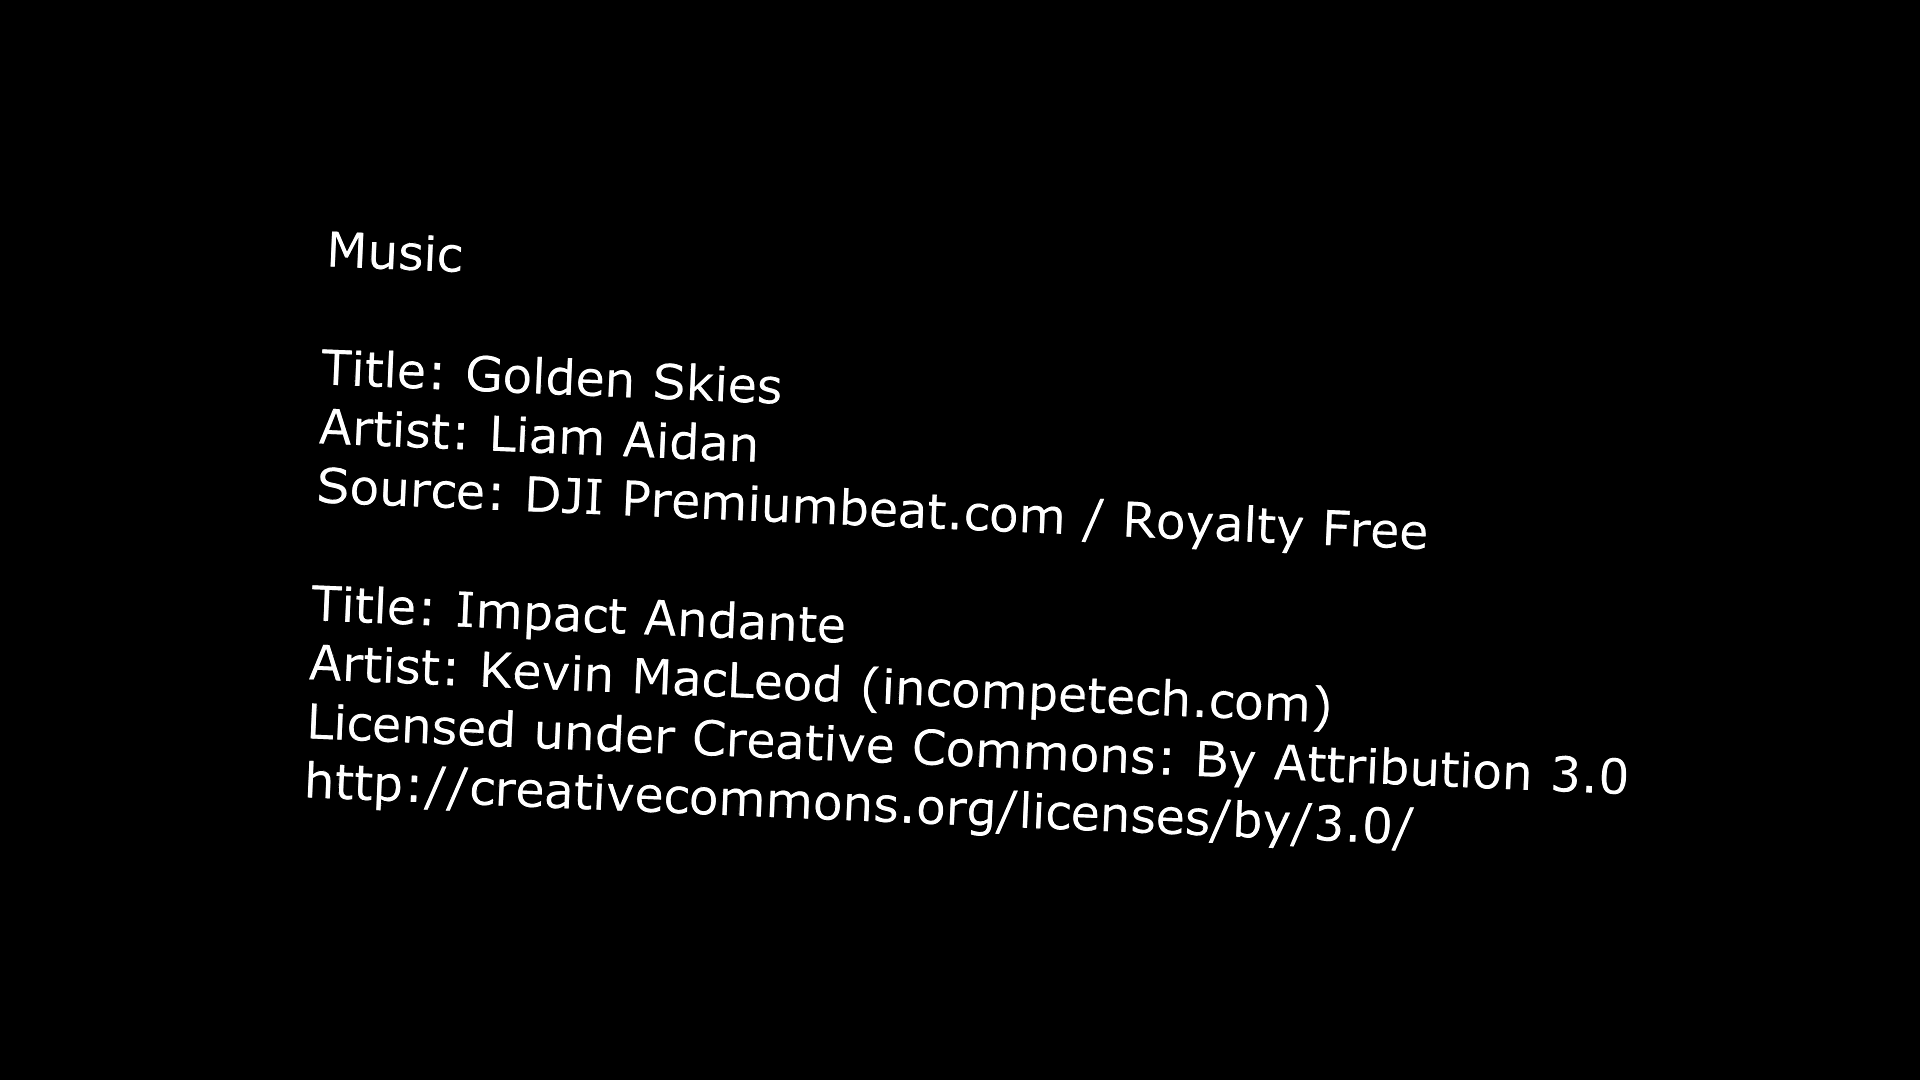 Music
Title: Golden Skies
Artist: Liam Aidan
Source: DJI Premiumbeat.com / Royalty Free
Title: Impact Andante
Artist: Kevin MacLeod (incompetech.com)
Licensed under Creative Commons: By Attribution 3.0
http://creativecommons.org/licenses/by/3.0/